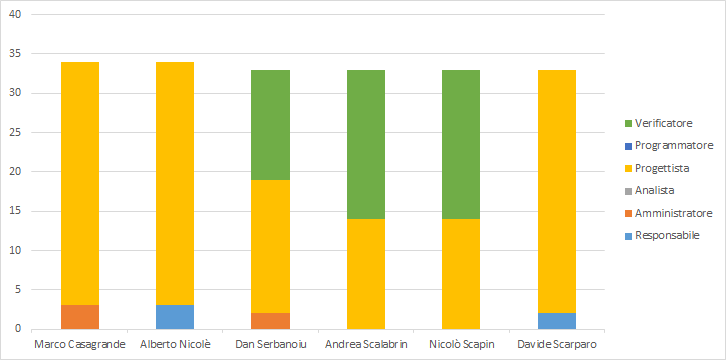 40
35
30
25
20
15
10
5
0
Marco Casagrande Alberto Nicolè Dan Serbanoiu Andrea Scalabrin Nicolò Scapin Davide Scarparo
Verificatore
Programmatore
Progettista
Analista
Amministratore
Responsabile